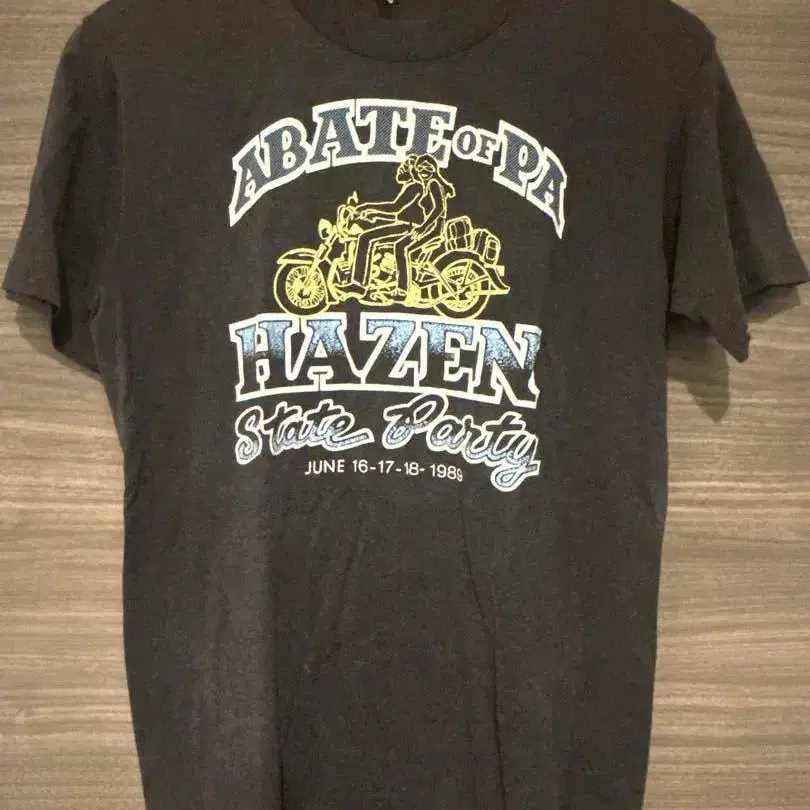 ABATE OF PA
HAZEN
State Party
JUNE 16-17-18-1989